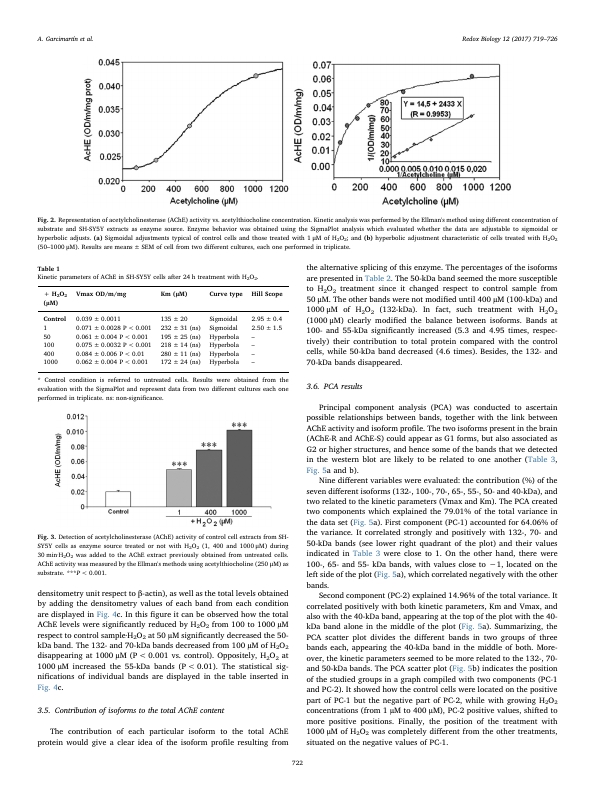 A. Garcimartín et al.
Redox Biology 12 (2017) 719–726
0.045
0.040
0.035
0.030
0.025
0.020
AcHE (OD/m/mg prot)
0 200 400 600 800 1000 1200
Acetylcholine (µM)
0.07
0.06
0.05
0.04
0.03
0.02
0.01
0.00
AcHE (OD/m/mg)
80
70
60
50
40
30
20
10
1/(OD/m/mg)
Y = 14,5 + 2433 X
(R = 0.9953)
0.000 0.005 0,010 0.015 0,020
1/Acetylcholine (µM)
0 200 400 600 800 1000 1200
Acetylcholine (µM)
Fig. 2. Representation of acetylcholinesterase (AChE) activity vs. acetylthiocholine concentration. Kinetic analysis was performed by the Ellman's method using different concentration of
substrate and SH-SY5Y extracts as enzyme source. Enzyme behavior was obtained using the SigmaPlot analysis which evaluated whether the data are adjustable to sigmoidal or
hyperbolic adjusts. (a) Sigmoidal adjustments typical of control cells and those treated with 1 µM of H₂O₂; and (b) hyperbolic adjustment characteristic of cells treated with H₂O₂
(50–1000 µM). Results are means ± SEM of cell from two different cultures, each one performed in triplicate.
Table 1
Kinetic parameters of AChE in SH-SY5Y cells after 24 h treatment with H₂O₂.
+ H₂O₂ Vmax OD/m/mg Km (µM) Curve type Hill Scope
(µM)
Control 0.039 ± 0.0011 135 ± 20 Sigmoidal 2.95 ± 0.4
1 0.071 ± 0.0028 P < 0.001 232 ± 31 (ns) Sigmoidal 2.50 ± 1.5
50 0.061 ± 0.004 P < 0.001 195 ± 25 (ns) Hyperbola –
100 0.075 ± 0.0032 P < 0.001 218 ± 14 (ns) Hyperbola –
400 0.084 ± 0.006 P < 0.01 280 ± 11 (ns) Hyperbola –
1000 0.062 ± 0.004 P < 0.001 172 ± 24 (ns) Hyperbola –
* Control condition is referred to untreated cells. Results were obtained from the
evaluation with the SigmaPlot and represent data from two different cultures each one
performed in triplicate. ns: non-significance.
0.012
0.010
0.08
0.06
0.04
0.02
0
AcHE (OD/m/mg)
***
***
***
Control 1 400 1000
+ H₂O₂ (µM)
Fig. 3. Detection of acetylcholinesterase (AChE) activity of control cell extracts from SH-
SY5Y cells as enzyme source treated or not with H₂O₂ (1, 400 and 1000 µM) during
30 min H₂O₂ was added to the AChE extract previously obtained from untreated cells.
AChE activity was measured by the Ellman's methods using acetylthiocholine (250 µM) as
substrate. ***P < 0.001.
densitometry unit respect to β-actin), as well as the total levels obtained
by adding the densitometry values of each band from each condition
are displayed in Fig. 4c. In this figure it can be observed how the total
AChE levels were significantly reduced by H₂O₂ from 100 to 1000 µM
respect to control sample·H₂O₂ at 50 µM significantly decreased the 50-
kDa band. The 132- and 70-kDa bands decreased from 100 µM of H₂O₂
disappearing at 1000 µM (P < 0.001 vs. control). Oppositely, H₂O₂ at
1000 µM increased the 55-kDa bands (P < 0.01). The statistical sig-
nifications of individual bands are displayed in the table inserted in
Fig. 4c.
3.5. Contribution of isoforms to the total AChE content
The contribution of each particular isoform to the total AChE
protein would give a clear idea of the isoform profile resulting from
the alternative splicing of this enzyme. The percentages of the isoforms
are presented in Table 2. The 50-kDa band seemed the more susceptible
to H₂O₂ treatment since it changed respect to control sample from
50 µM. The other bands were not modified until 400 µM (100-kDa) and
1000 µM of H₂O₂ (132-kDa). In fact, such treatment with H₂O₂
(1000 µM) clearly modified the balance between isoforms. Bands at
100- and 55-kDa significantly increased (5.3 and 4.95 times, respec-
tively) their contribution to total protein compared with the control
cells, while 50-kDa band decreased (4.6 times). Besides, the 132- and
70-kDa bands disappeared.
3.6. PCA results
Principal component analysis (PCA) was conducted to ascertain
possible relationships between bands, together with the link between
AChE activity and isoform profile. The two isoforms present in the brain
(AChE-R and AChE-S) could appear as G1 forms, but also associated as
G2 or higher structures, and hence some of the bands that we detected
in the western blot are likely to be related to one another (Table 3,
Fig. 5a and b).
Nine different variables were evaluated: the contribution (%) of the
seven different isoforms (132-, 100-, 70-, 65-, 55-, 50- and 40-kDa), and
two related to the kinetic parameters (Vmax and Km). The PCA created
two components which explained the 79.01% of the total variance in
the data set (Fig. 5a). First component (PC-1) accounted for 64.06% of
the variance. It correlated strongly and positively with 132-, 70- and
50-kDa bands (see lower right quadrant of the plot) and their values
indicated in Table 3 were close to 1. On the other hand, there were
100-, 65- and 55- kDa bands, with values close to −1, located on the
left side of the plot (Fig. 5a), which correlated negatively with the other
bands.
Second component (PC-2) explained 14.96% of the total variance. It
correlated positively with both kinetic parameters, Km and Vmax, and
also with the 40-kDa band, appearing at the top of the plot with the 40-
kDa band alone in the middle of the plot (Fig. 5a). Summarizing, the
PCA scatter plot divides the different bands in two groups of three
bands each, appearing the 40-kDa band in the middle of both. More-
over, the kinetic parameters seemed to be more related to the 132-, 70-
and 50-kDa bands. The PCA scatter plot (Fig. 5b) indicates the position
of the studied groups in a graph compiled with two components (PC-1
and PC-2). It showed how the control cells were located on the positive
part of PC-1 but the negative part of PC-2, while with growing H₂O₂
concentrations (from 1 µM to 400 µM), PC-2 positive values, shifted to
more positive positions. Finally, the position of the treatment with
1000 µM of H₂O₂ was completely different from the other treatments,
situated on the negative values of PC-1.
722